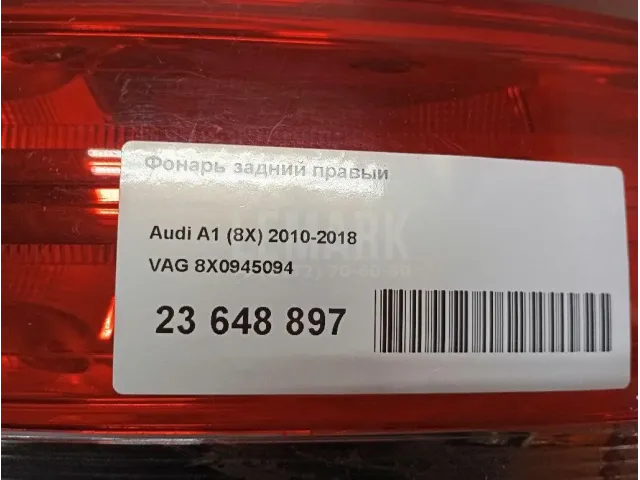 Фонарь задний правый
Audi A1 (8X) 2010-2018
VAG 8X0945094
23 648 897